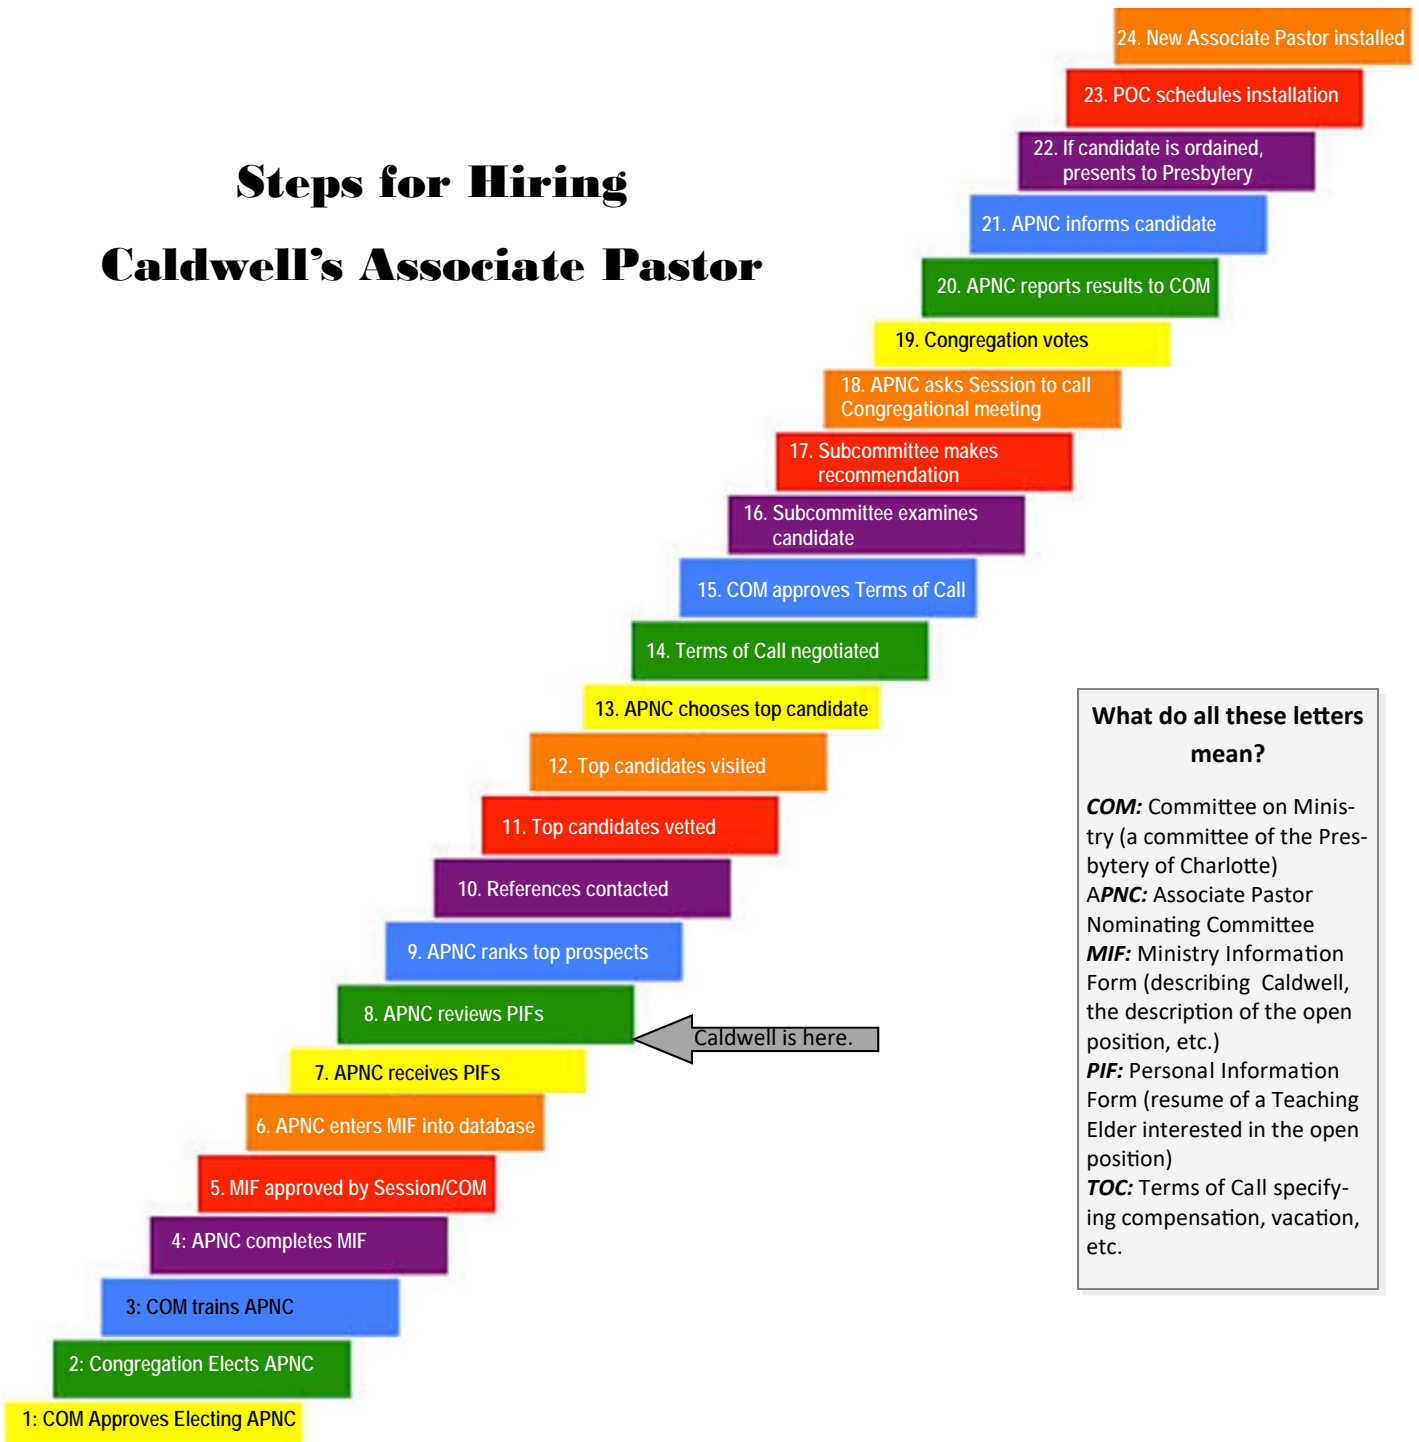 Steps for Hiring
Caldwell's Associate Pastor
24. New Associate Pastor installed
23. POC schedules installation
22. If candidate is ordained,
presents to Presbytery
21. APNC informs candidate
20. APNC reports results to COM
19. Congregation votes
18. APNC asks Session to call
Congregational meeting
17. Subcommittee makes
recommendation
16. Subcommittee examines
candidate
15. COM approves Terms of Call
14. Terms of Call negotiated
13. APNC chooses top candidate
12. Top candidates visited
11. Top candidates vetted
10. References contacted
9. APNC ranks top prospects
8. APNC reviews PIFs
Caldwell is here.
7. APNC receives PIFs
6. APNC enters MIF into database
5. MIF approved by Session/COM
4: APNC completes MIF
3: COM trains APNC
2: Congregation Elects APNC
1: COM Approves Electing APNC
What do all these letters
mean?
COM: Committee on Minis-
try (a committee of the Pres-
bytery of Charlotte)
APNC: Associate Pastor
Nominating Committee
MIF: Ministry Information
Form (describing Caldwell,
the description of the open
position, etc.)
PIF: Personal Information
Form (resume of a Teaching
Elder interested in the open
position)
TOC: Terms of Call specify-
ing compensation, vacation,
etc.